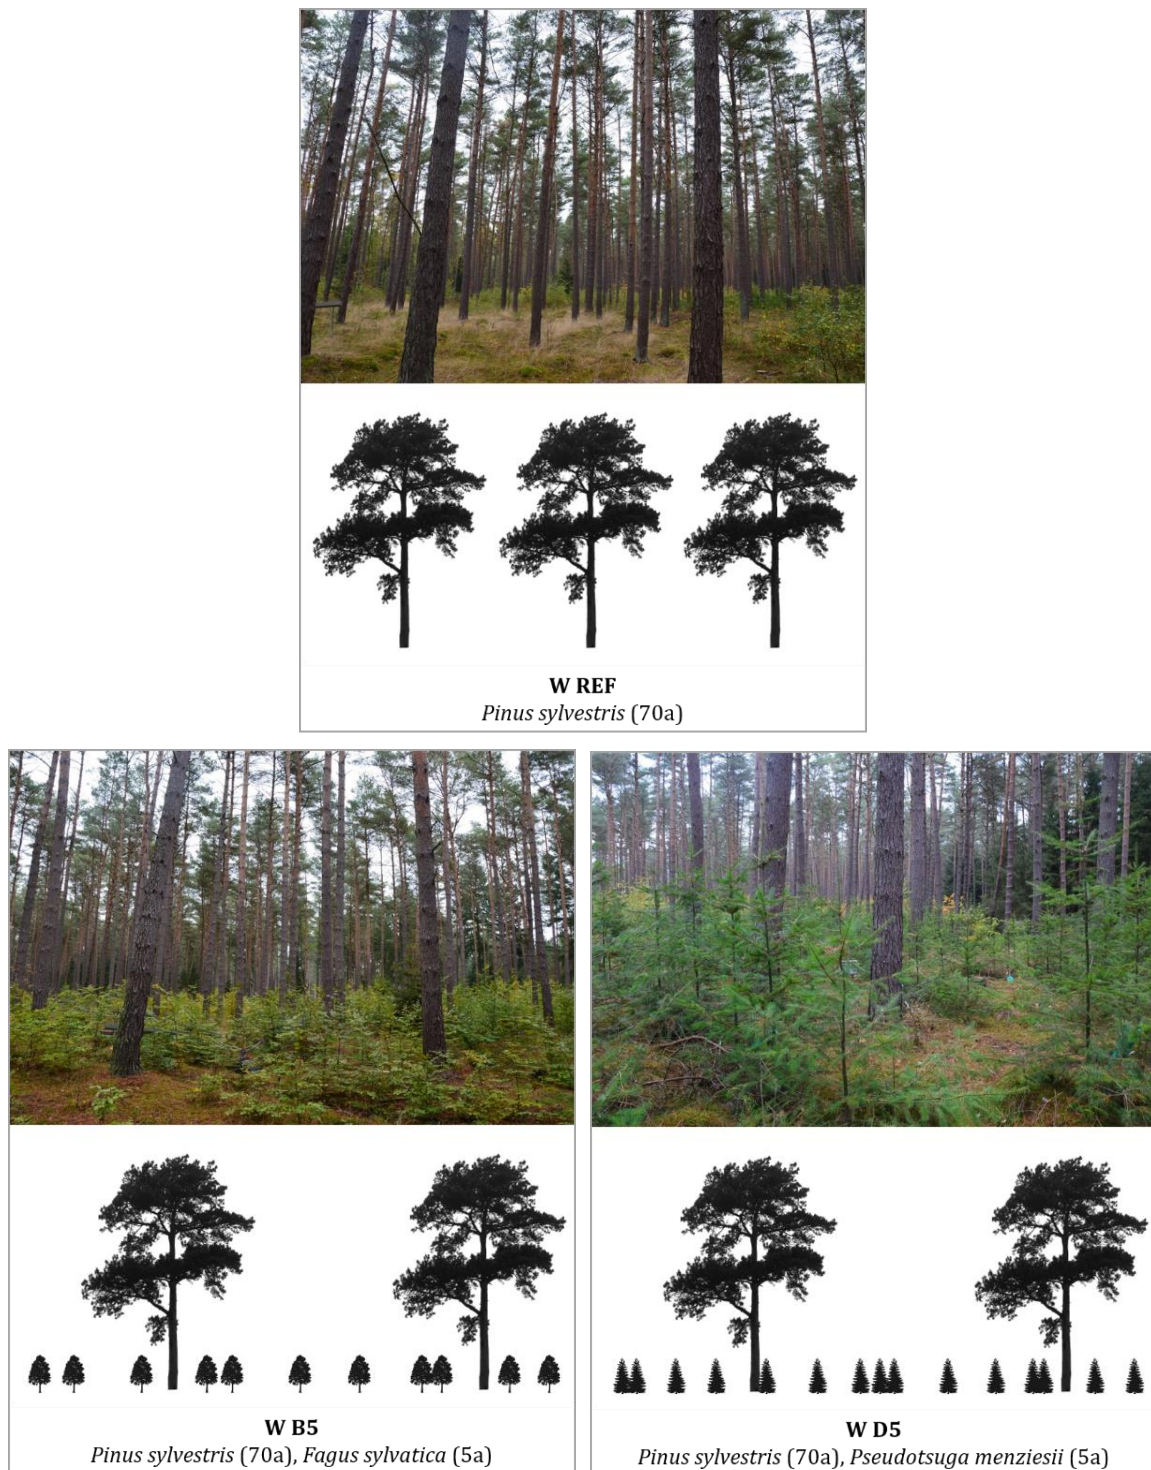 W REF
Pinus sylvestris (70a)
W B5
Pinus sylvestris (70a), Fagus sylvatica (5a)
W D5
Pinus sylvestris (70a), Pseudotsuga menziesii (5a)